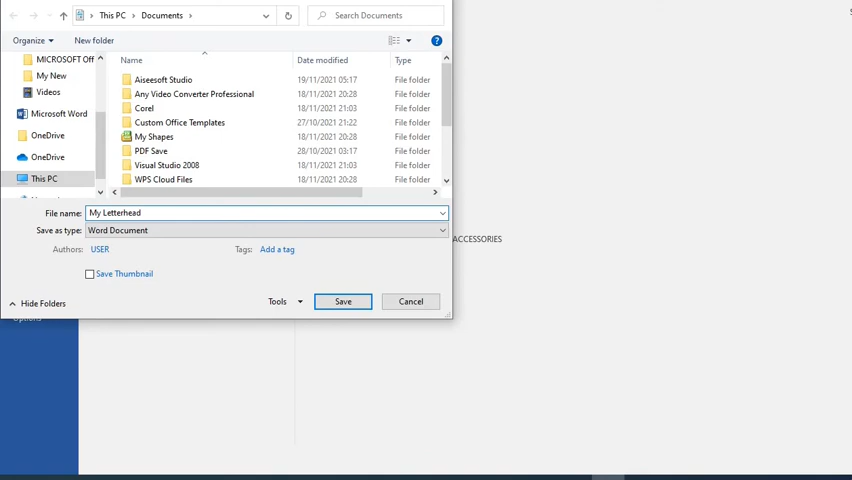 This PC > Documents >
Search Documents
Organize
New folder
Name
Date modified
Type
MICROSOFT Off
My New
Videos
Microsoft Word
OneDrive
OneDrive
This PC
Aiseesoft Studio 19/11/2021 05:17 File folder
Any Video Converter Professional 18/11/2021 20:28 File folder
Corel 18/11/2021 21:03 File folder
Custom Office Templates 27/10/2021 21:22 File folder
My Shapes 18/11/2021 20:28 File folder
PDF Save 28/10/2021 03:17 File folder
Visual Studio 2008 18/11/2021 21:03 File folder
WPS Cloud Files 18/11/2021 20:28 File folder
File name: My Letterhead
Save as type: Word Document
Authors: USER Tags: Add a tag
ACCESSORIES
Save Thumbnail
Hide Folders
Tools
Save
Cancel
Options